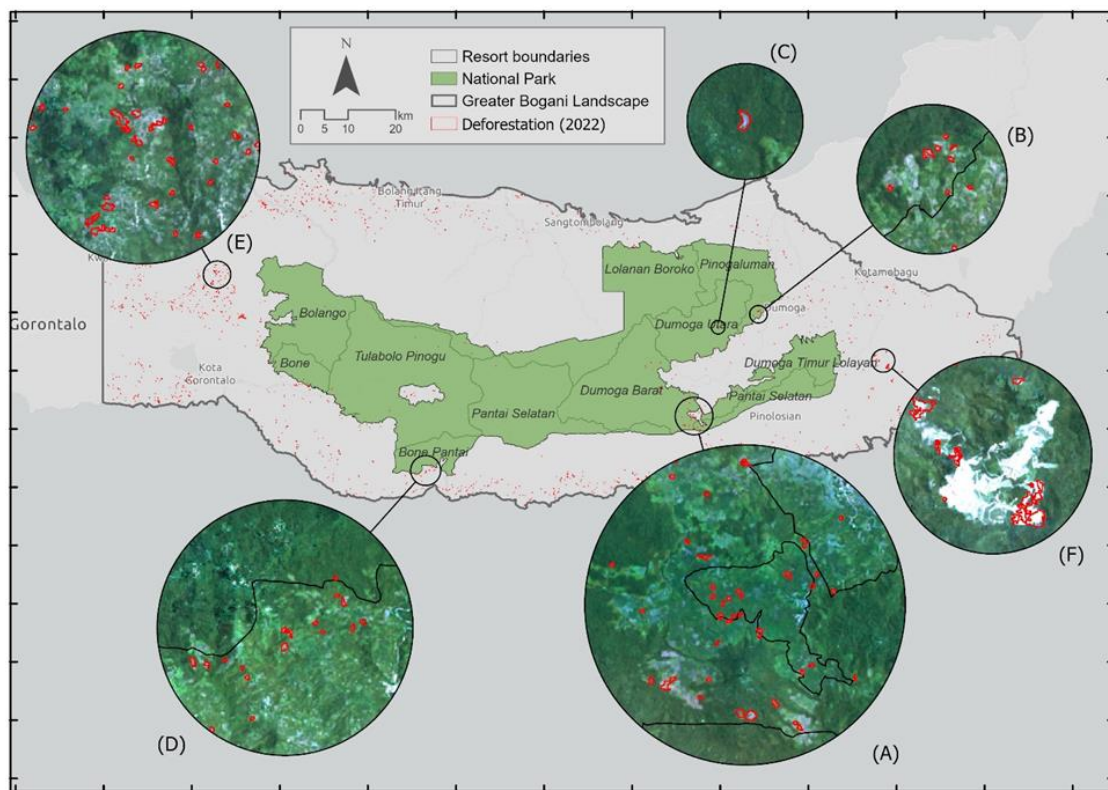 N
0 5 10 20
km
Resort boundaries
National Park
Greater Bogani Landscape
Deforestation (2022)
(C)
(B)
(E)
(F)
(D)
(A)
Bolangitang
Timur
Sangtombolang
Kw
Lolanan Boroko
Pinogaluman
Kotamobagu
Gorontalo
Bolango
Dumoga
Dumoga Utara
Kota
Gorontalo
Bone
Tulabolo Pinogu
Dumoga Timur Lolayan
Dumoga Barat
Pantai Selatan
Pantai Selatan
Pinolosian
Bone Pantai